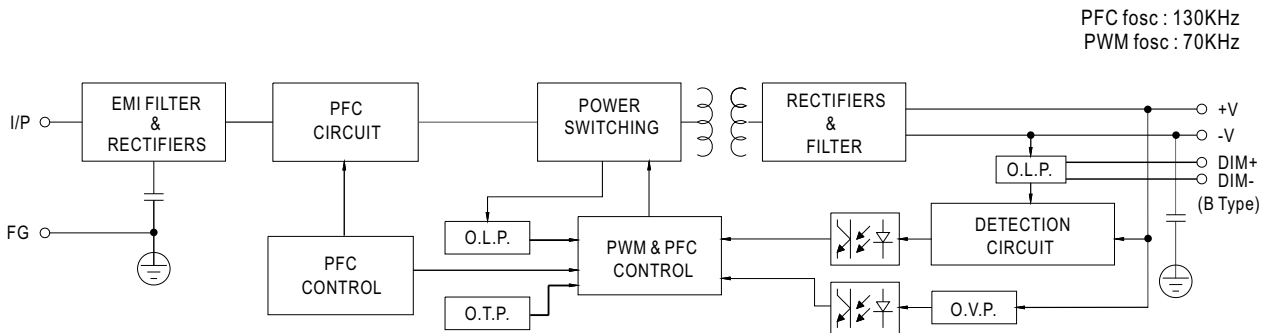 PFC fosc : 130KHz
PWM fosc : 70KHz
EMI FILTER
&
RECTIFIERS
PFC
CIRCUIT
POWER
SWITCHING
RECTIFIERS
&
FILTER
I/P
+V
-V
DIM+
DIM-
(B Type)
O.L.P.
FG
O.L.P.
DETECTION
CIRCUIT
PFC
CONTROL
PWM & PFC
CONTROL
O.T.P.
O.V.P.